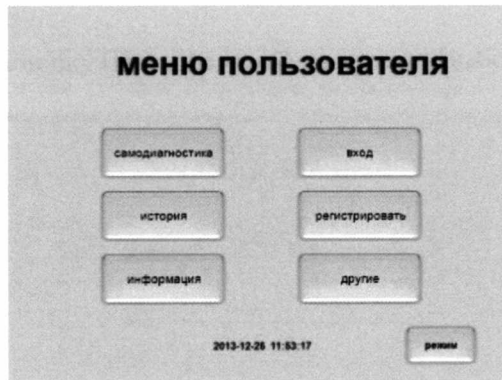 меню пользователя
самодиагностика
вход
история
регистрировать
информация
другие
2013-12-26 11:53:17
режим